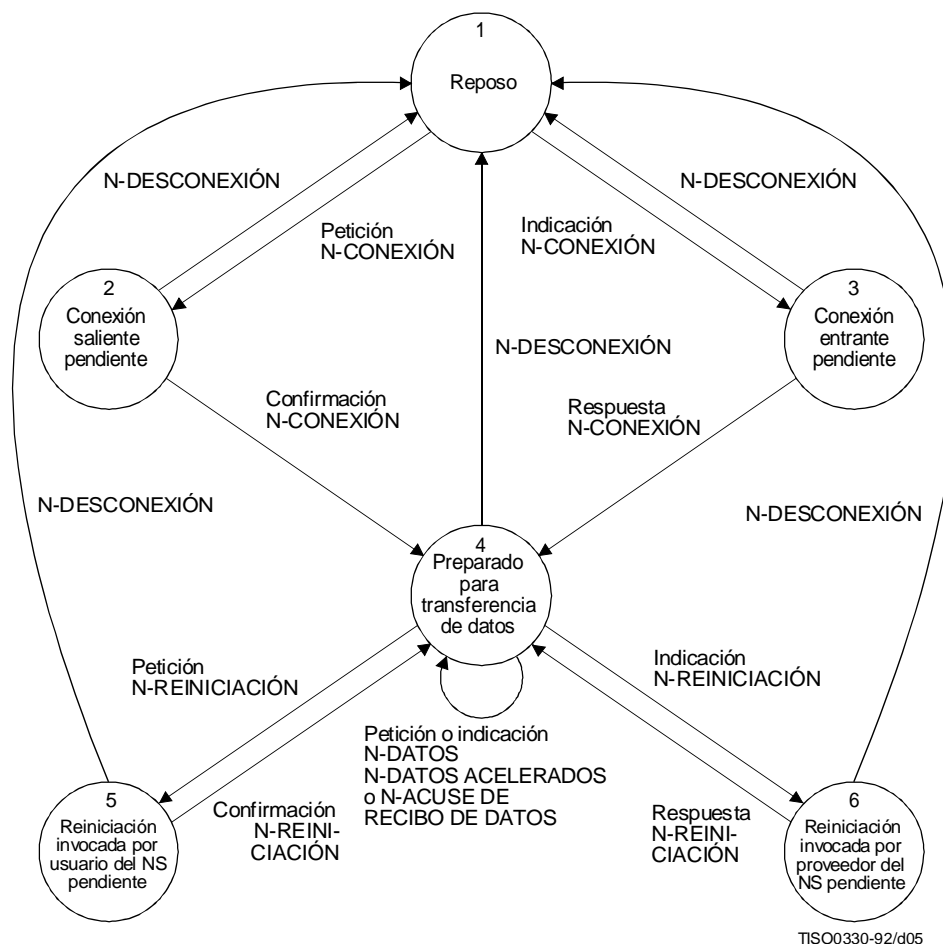 1
Reposo
N-DESCONEXIÓN
N-DESCONEXIÓN
Petición
N-CONEXIÓN
Indicación
N-CONEXIÓN
2
Conexión
saliente
pendiente
3
Conexión
entrante
pendiente
N-DESCONEXIÓN
Confirmación
N-CONEXIÓN
Respuesta
N-CONEXIÓN
N-DESCONEXIÓN
N-DESCONEXIÓN
4
Preparado
para
transferencia
de datos
Petición
N-REINICIACIÓN
Indicación
N-REINICIACIÓN
Petición o indicación
N-DATOS
N-DATOS ACELERADOS
o N-ACUSE DE
RECIBO DE DATOS
5
Reiniciación
invocada por
usuario del NS
pendiente
Confirmación
N-REINI-
CIACIÓN
Respuesta
N-REINI-
CIACIÓN
6
Reiniciación
invocada por
proveedor del
NS pendiente
TISO0330-92/d05